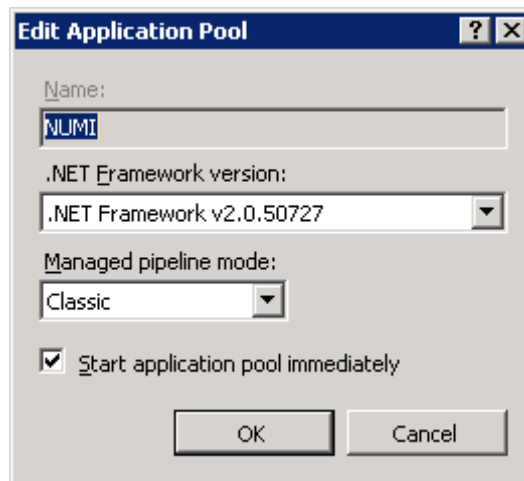 Edit Application Pool
Name:
NUMI
.NET Framework version:
.NET Framework v2.0.50727
Managed pipeline mode:
Classic
Start application pool immediately
OK Cancel